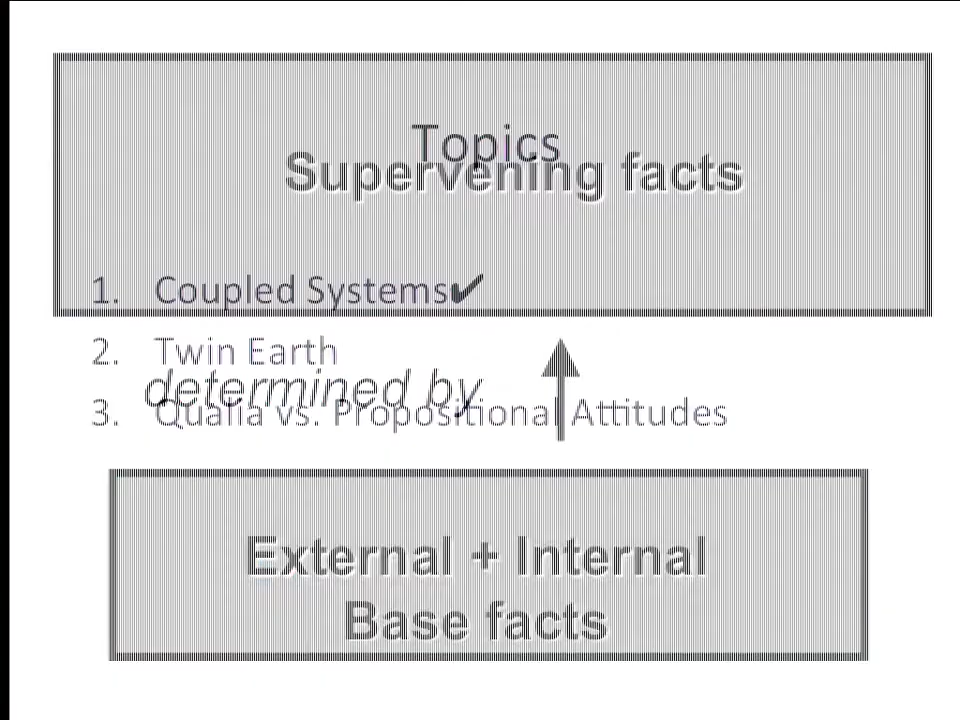 Topics
Supervening facts
1. Coupled Systems✔
2. Twin Earth
determined by
3. Qualia vs. Propositional Attitudes
External + Internal
Base facts